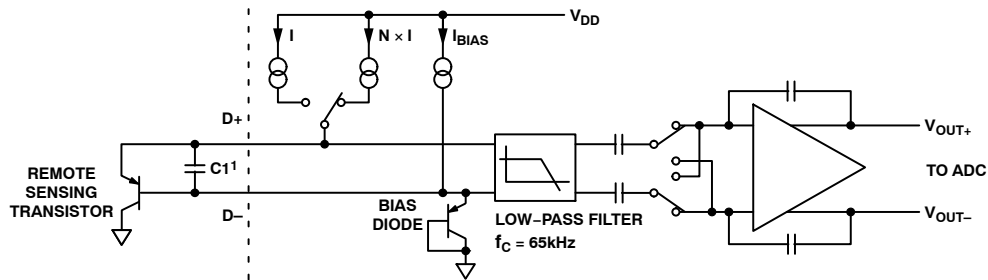 V_DD
I
N × I
I_BIAS
D+
C1¹
REMOTE
SENSING
TRANSISTOR
D−
BIAS
DIODE
LOW−PASS FILTER
f_C = 65kHz
V_OUT+
TO ADC
V_OUT−